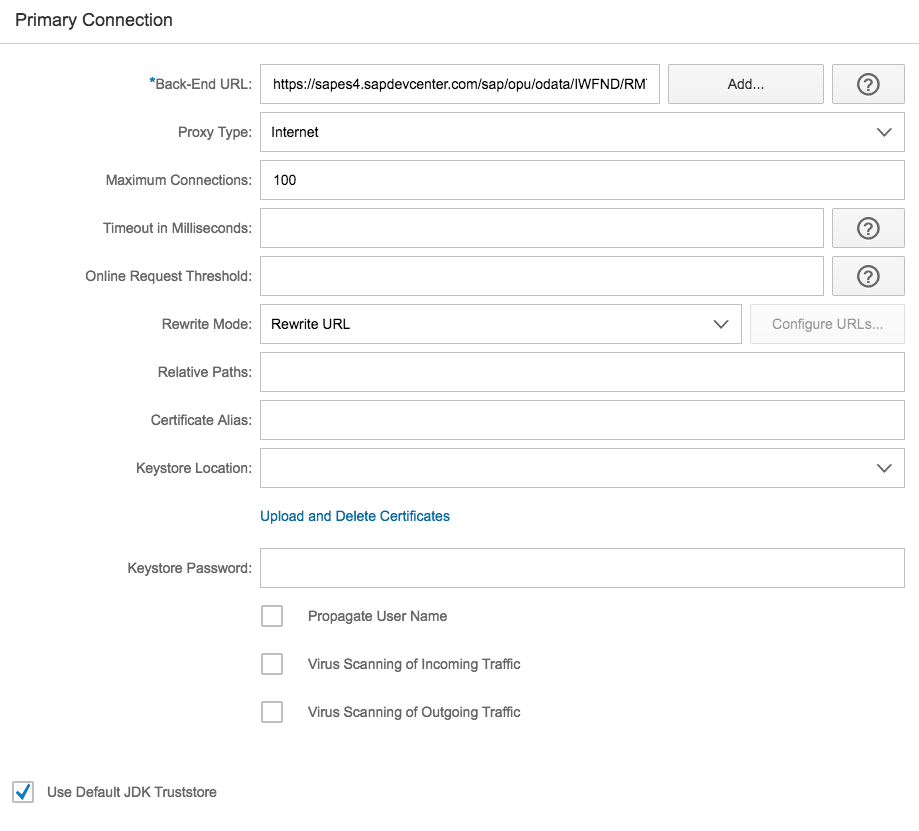 Primary Connection
*Back-End URL: https://sapes4.sapdevcenter.com/sap/opu/odata/IWFND/RM Add... ?
Proxy Type: Internet
Maximum Connections: 100
Timeout in Milliseconds: ?
Online Request Threshold: ?
Rewrite Mode: Rewrite URL Configure URLs...
Relative Paths:
Certificate Alias:
Keystore Location:
Upload and Delete Certificates
Keystore Password:
Propagate User Name
Virus Scanning of Incoming Traffic
Virus Scanning of Outgoing Traffic
Use Default JDK Truststore